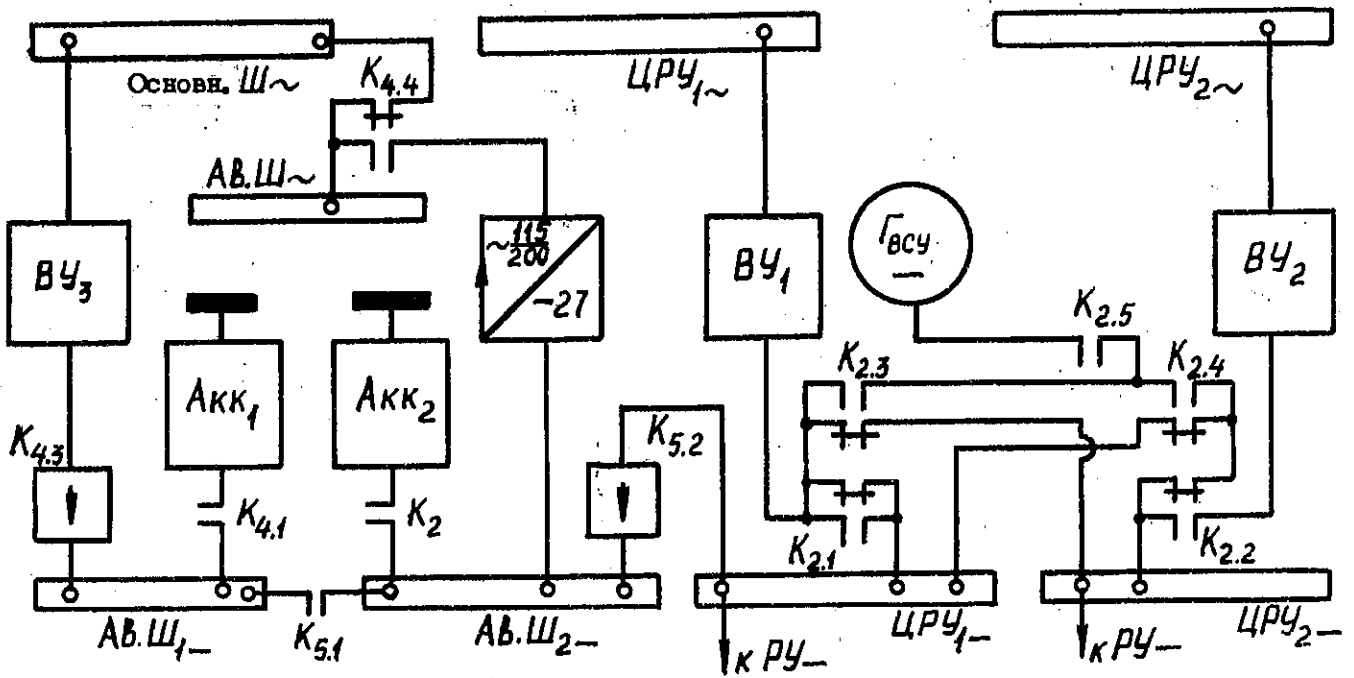 Основн. Ш~
К4.4
ЦРУ1~
ЦРУ2~
АВ.Ш~
ВУ3
~115/200
-27
ВУ1
ГВСУ
—
ВУ2
К2.5
Акк1
Акк2
К2.3
К2.4
К4.3
К5.2
К4.1
К2
К2.1
К2.2
АВ.Ш1–
К5.1
АВ.Ш2–
ЦРУ1–
ЦРУ2–
к РУ–
к РУ–